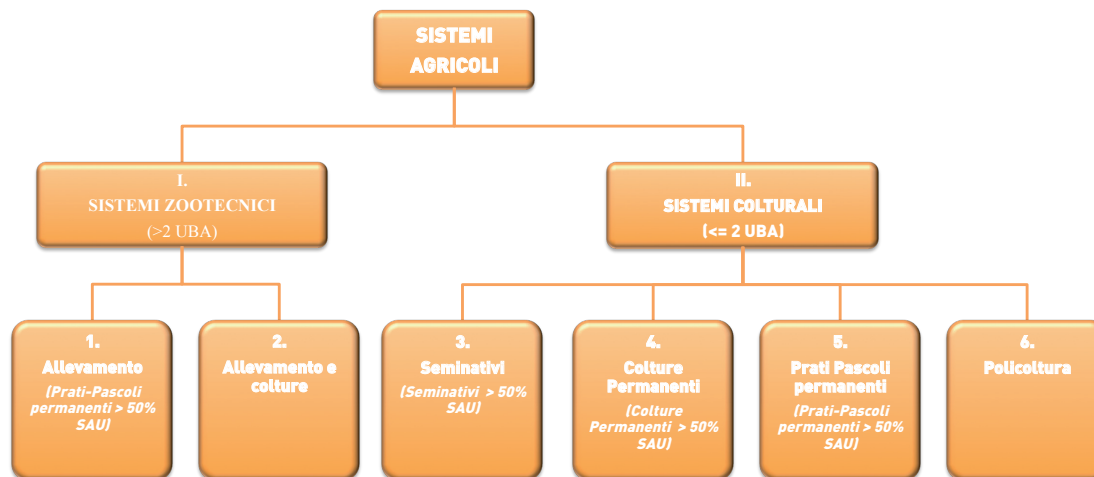 SISTEMI
AGRICOLI
I.
SISTEMI ZOOTECNICI
(>2 UBA)
II.
SISTEMI COLTURALI
(<= 2 UBA)
1.
Allevamento
(Prati-Pascoli
permanenti > 50%
SAU)
2.
Allevamento e
colture
3.
Seminativi
(Seminativi > 50%
SAU)
4.
Colture
Permanenti
(Colture
Permanenti > 50%
SAU)
5.
Prati Pascoli
permanenti
(Prati-Pascoli
permanenti > 50%
SAU)
6.
Policoltura